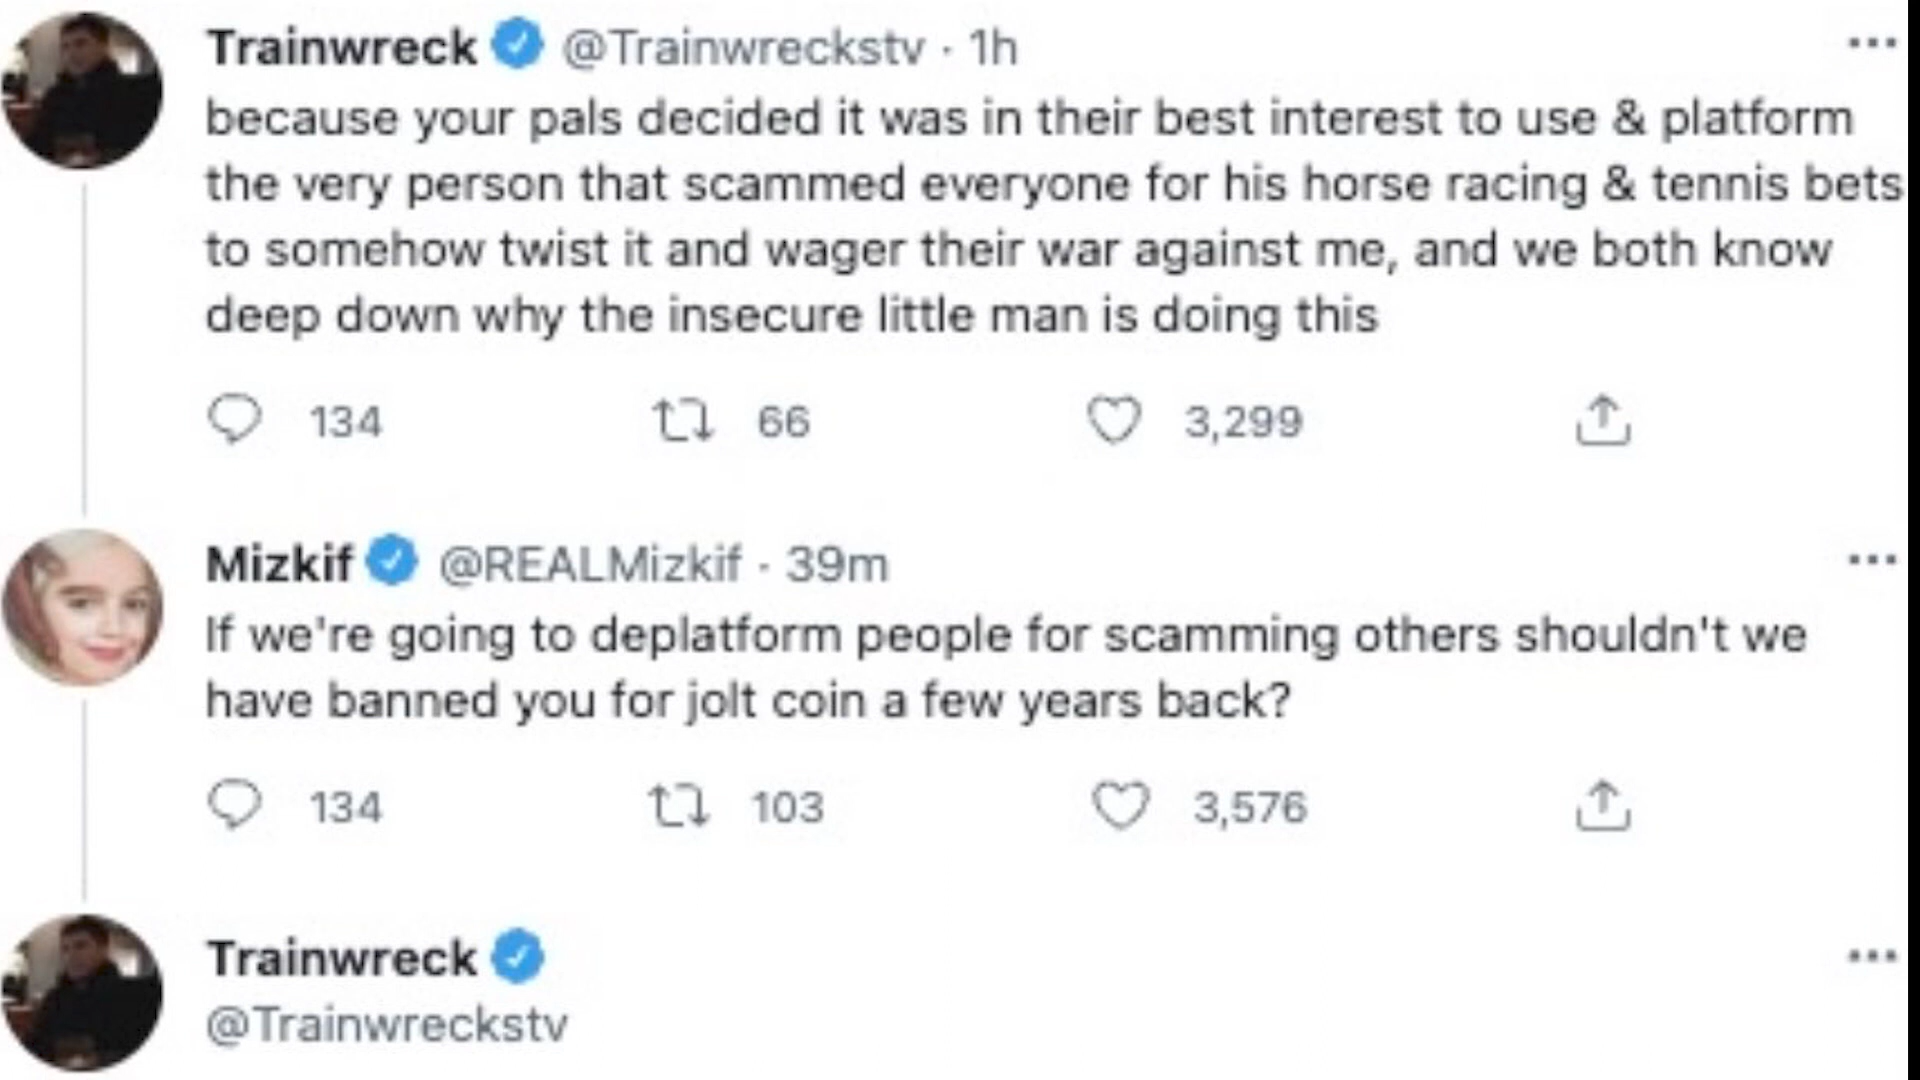 Trainwreck @Trainwreckstv · 1h
because your pals decided it was in their best interest to use & platform
the very person that scammed everyone for his horse racing & tennis bets
to somehow twist it and wager their war against me, and we both know
deep down why the insecure little man is doing this
134 66 3,299
Mizkif @REALMizkif · 39m
If we're going to deplatform people for scamming others shouldn't we
have banned you for jolt coin a few years back?
134 103 3,576
Trainwreck
@Trainwreckstv